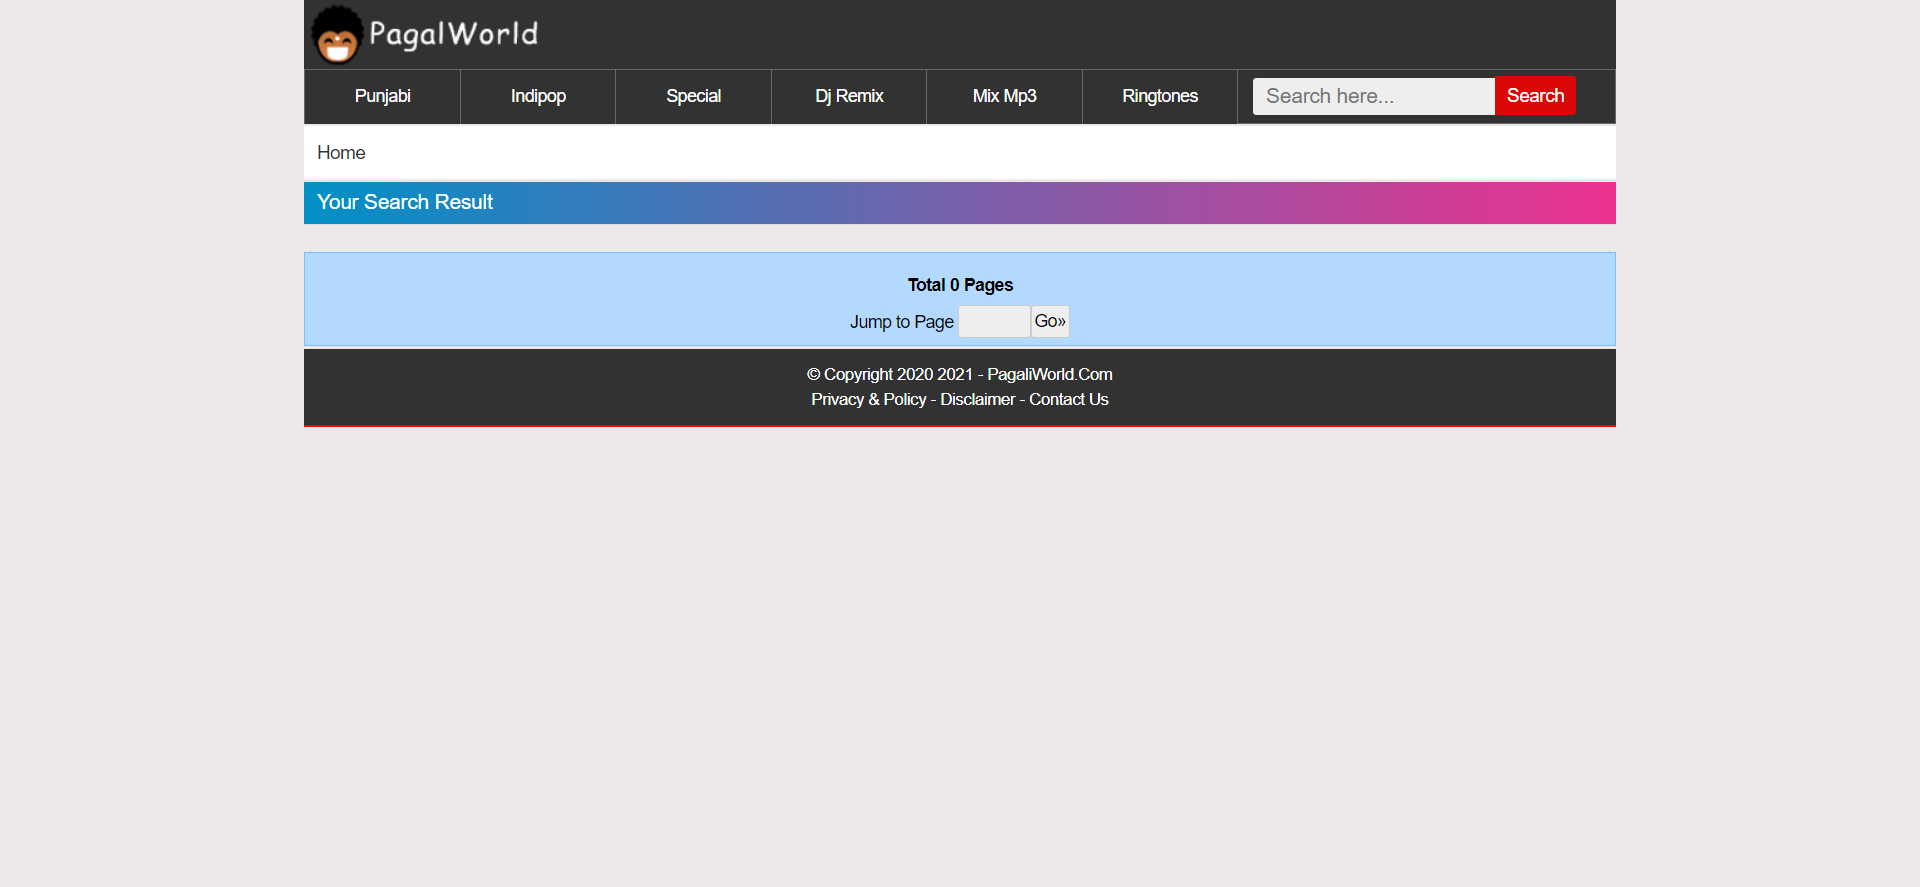 PagalWorld
Punjabi
Indipop
Special
Dj Remix
Mix Mp3
Ringtones
Search here...
Search
Home
Your Search Result
Total 0 Pages
Jump to Page
Go»
© Copyright 2020 2021 - PagaliWorld.Com
Privacy & Policy - Disclaimer - Contact Us